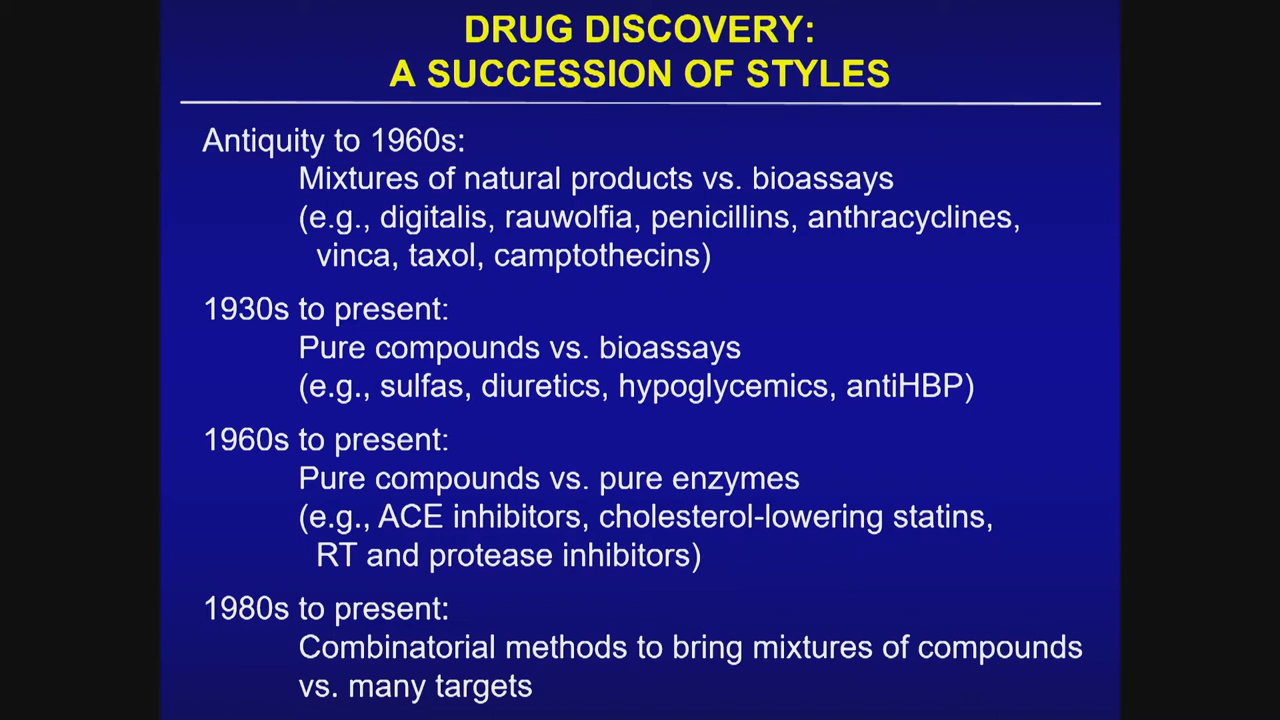 DRUG DISCOVERY:
A SUCCESSION OF STYLES
Antiquity to 1960s:
Mixtures of natural products vs. bioassays
(e.g., digitalis, rauwolfia, penicillins, anthracyclines,
vinca, taxol, camptothecins)
1930s to present:
Pure compounds vs. bioassays
(e.g., sulfas, diuretics, hypoglycemics, antiHBP)
1960s to present:
Pure compounds vs. pure enzymes
(e.g., ACE inhibitors, cholesterol-lowering statins,
RT and protease inhibitors)
1980s to present:
Combinatorial methods to bring mixtures of compounds
vs. many targets